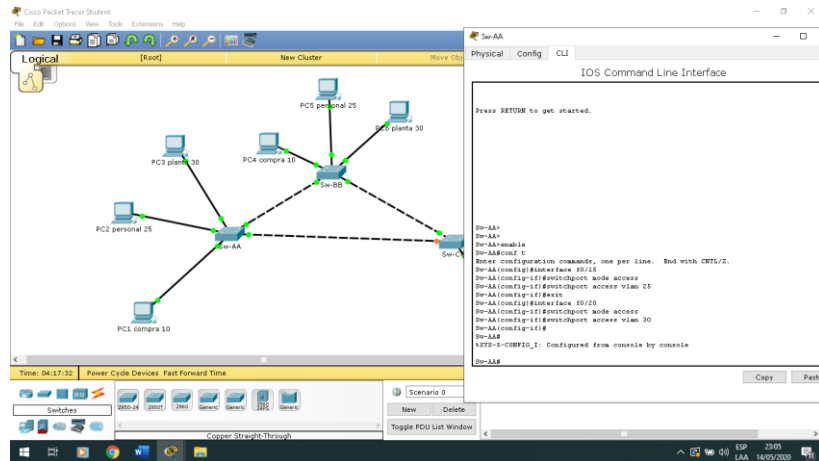 Cisco Packet Tracer Student
File Edit Options View Tools Extensions Help
Logical
[Root]
New Cluster
Move Obj
PC5 personal 25
PC6 planta 30
PC3 planta 30
PC4 compra 10
Sw-BB
PC2 personal 25
Sw-AA
Sw-C
PC1 compra 10
Time: 04:17:32 Power Cycle Devices Fast Forward Time
Switches
2950-24
2950T
2960
Generic
Generic
3560
24PS
Generic
Copper Straight-Through
Scenario 0
New Delete
Toggle PDU List Window
Sw-AA
Physical Config CLI
IOS Command Line Interface
Press RETURN to get started.
Sw-AA>
Sw-AA>
Sw-AA>enable
Sw-AA#conf t
Enter configuration commands, one per line. End with CNTL/Z.
Sw-AA(config)#interface f0/15
Sw-AA(config-if)#switchport mode access
Sw-AA(config-if)#switchport access vlan 25
Sw-AA(config-if)#exit
Sw-AA(config)#interface f0/20
Sw-AA(config-if)#switchport mode access
Sw-AA(config-if)#switchport access vlan 30
Sw-AA(config-if)#
Sw-AA#
%SYS-5-CONFIG_I: Configured from console by console
Sw-AA#
Copy Past
ESP
LAA
23:05
14/05/2020